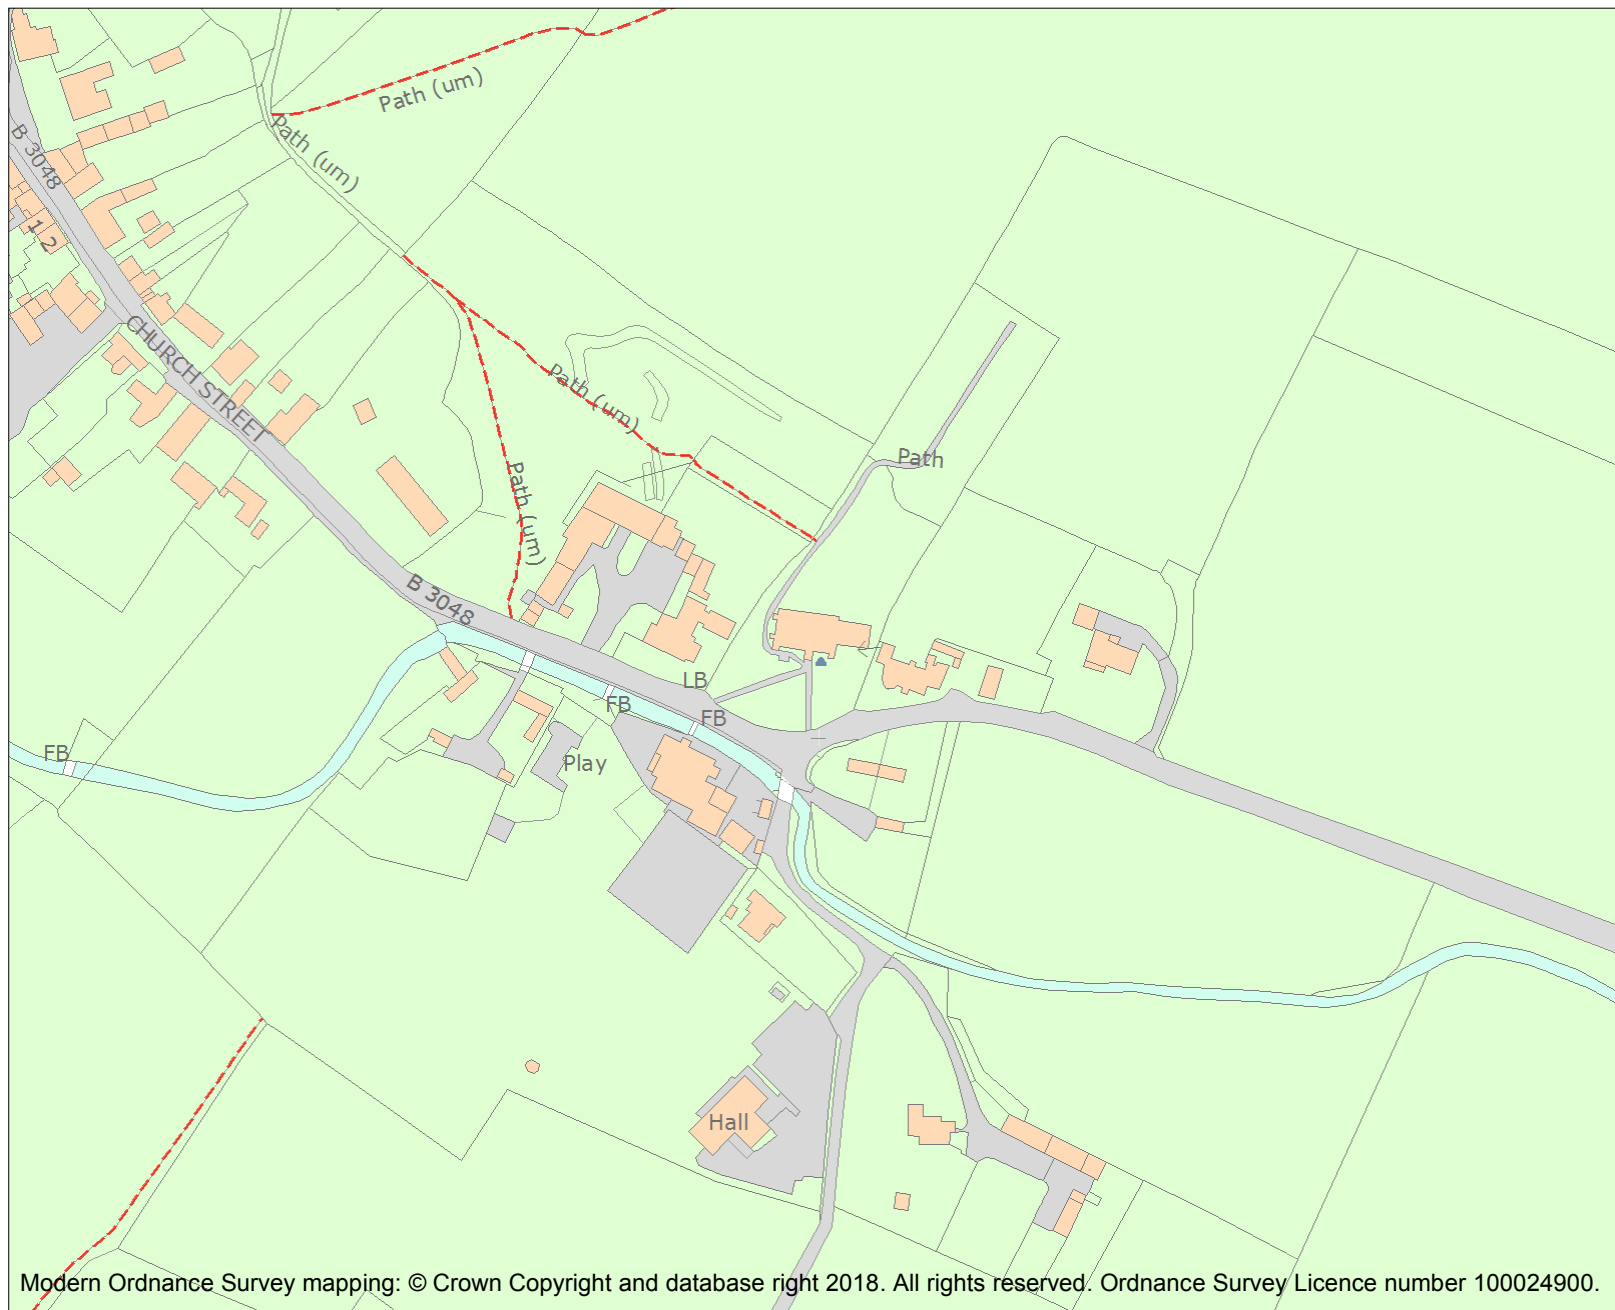 Path (um)
Path (um)
B 3048
1 2
CHURCH STREET
Path (um)
Path
Path (um)
B 3048
LB
FB
FB
FB
Play
Hall
Modern Ordnance Survey mapping: © Crown Copyright and database right 2018. All rights reserved. Ordnance Survey Licence number 100024900.